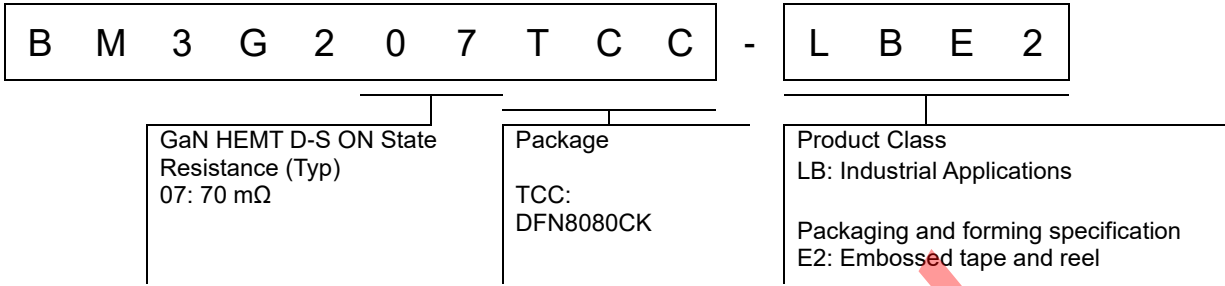 B M 3 G 2 0 7 T C C - L B E 2
GaN HEMT D-S ON State
Resistance (Typ)
07: 70 mΩ
Package
TCC:
DFN8080CK
Product Class
LB: Industrial Applications
Packaging and forming specification
E2: Embossed tape and reel